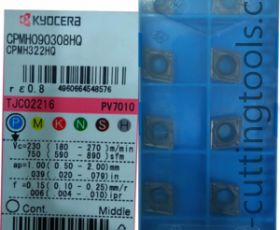 KYOCERA
CPMH090308HQ
CPMH322HQ
rε0.8 4960664548576
TJC02216 PV7010
P M K N S H
Vc=230 (180 - 270) m/min
750 (590 - 890) sfm
ap=1.00 (0.50 - 2.00) mm
.039 (.020 - .079) in
f =0.15 (0.10 - 0.25) mm/r
.006 (.004 - .010) ipr
Cont. Middle
-cuttingtools.com